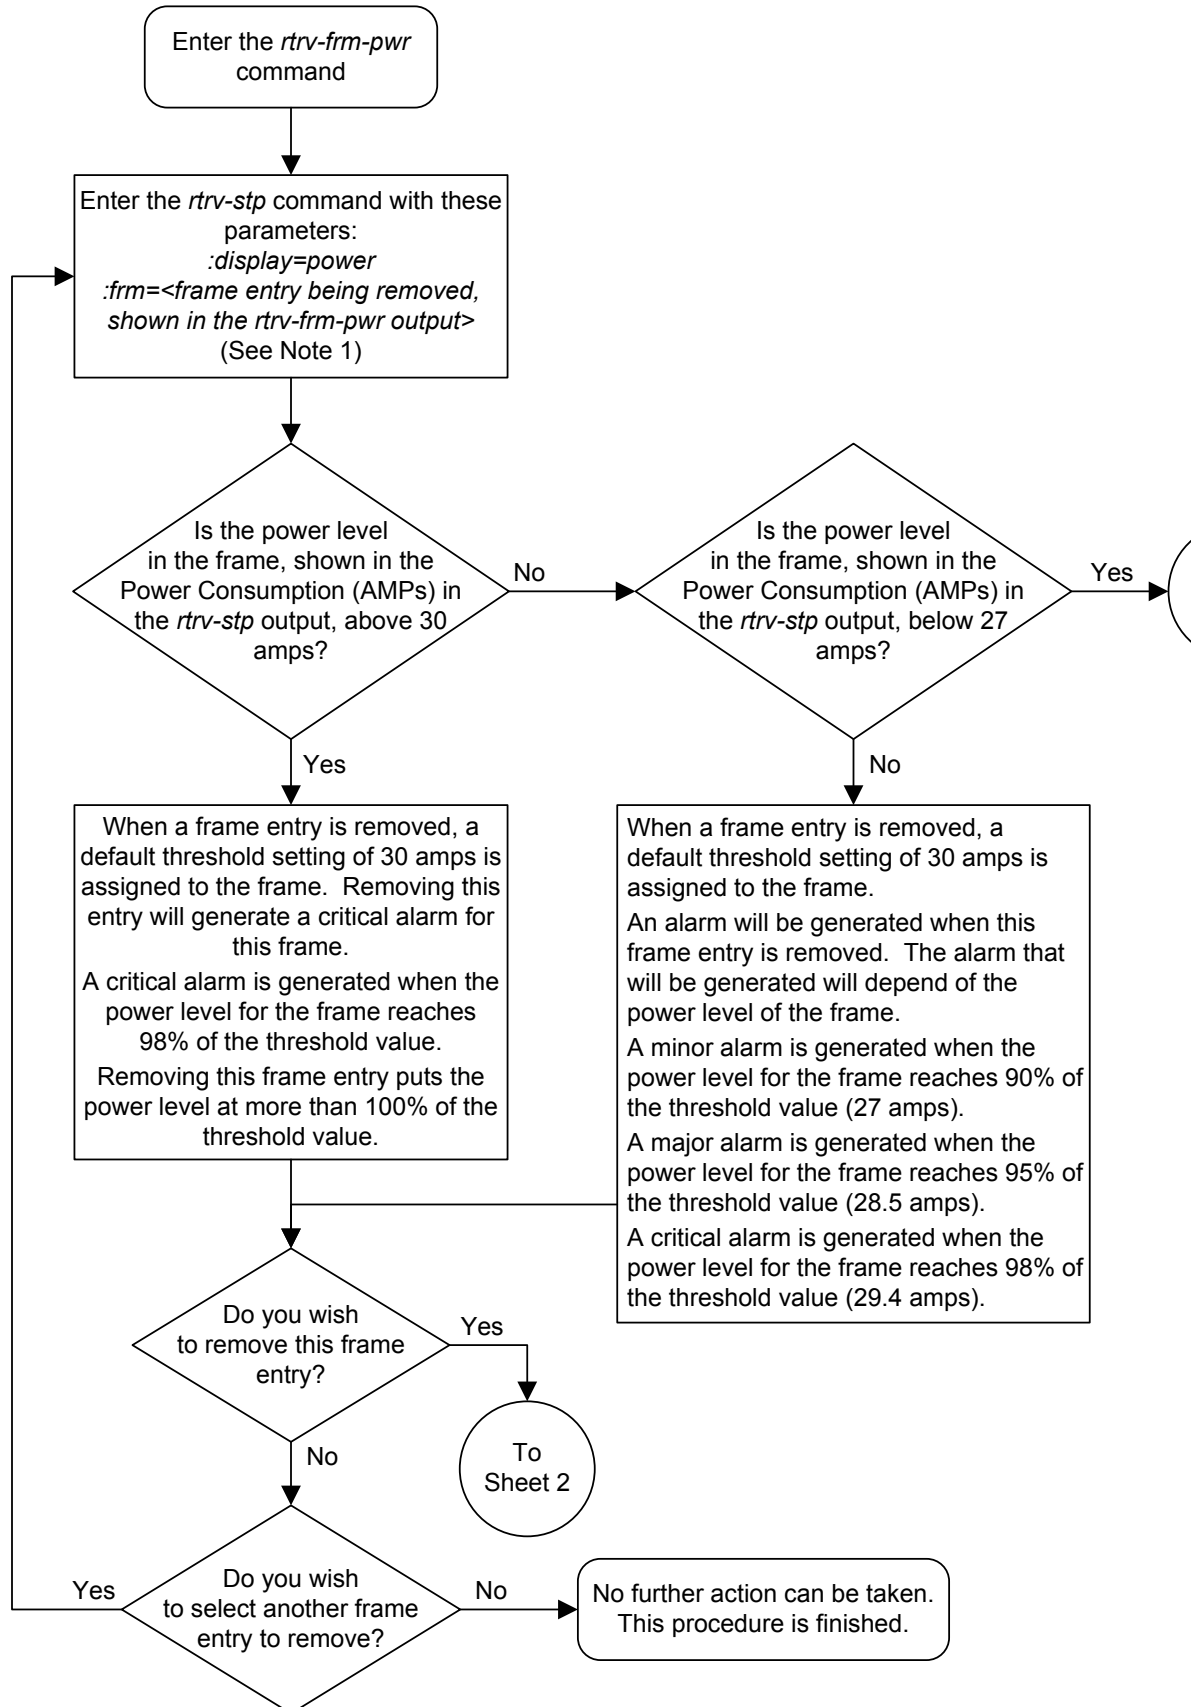 Enter the rtrv-frm-pwr
command
Enter the rtrv-stp command with these
parameters:
:display=power
:frm=<frame entry being removed,
shown in the rtrv-frm-pwr output>
(See Note 1)
Is the power level
in the frame, shown in the
Power Consumption (AMPs) in
the rtrv-stp output, above 30
amps?
No
Is the power level
in the frame, shown in the
Power Consumption (AMPs) in
the rtrv-stp output, below 27
amps?
Yes
Yes
No
When a frame entry is removed, a
default threshold setting of 30 amps is
assigned to the frame.  Removing this
entry will generate a critical alarm for
this frame.
A critical alarm is generated when the
power level for the frame reaches
98% of the threshold value.
Removing this frame entry puts the
power level at more than 100% of the
threshold value.
When a frame entry is removed, a
default threshold setting of 30 amps is
assigned to the frame.
An alarm will be generated when this
frame entry is removed.  The alarm that
will be generated will depend of the
power level of the frame.
A minor alarm is generated when the
power level for the frame reaches 90% of
the threshold value (27 amps).
A major alarm is generated when the
power level for the frame reaches 95% of
the threshold value (28.5 amps).
A critical alarm is generated when the
power level for the frame reaches 98% of
the threshold value (29.4 amps).
Do you wish
to remove this frame
entry?
Yes
To
Sheet 2
No
Do you wish
to select another frame
entry to remove?
Yes
No
No further action can be taken.
This procedure is finished.